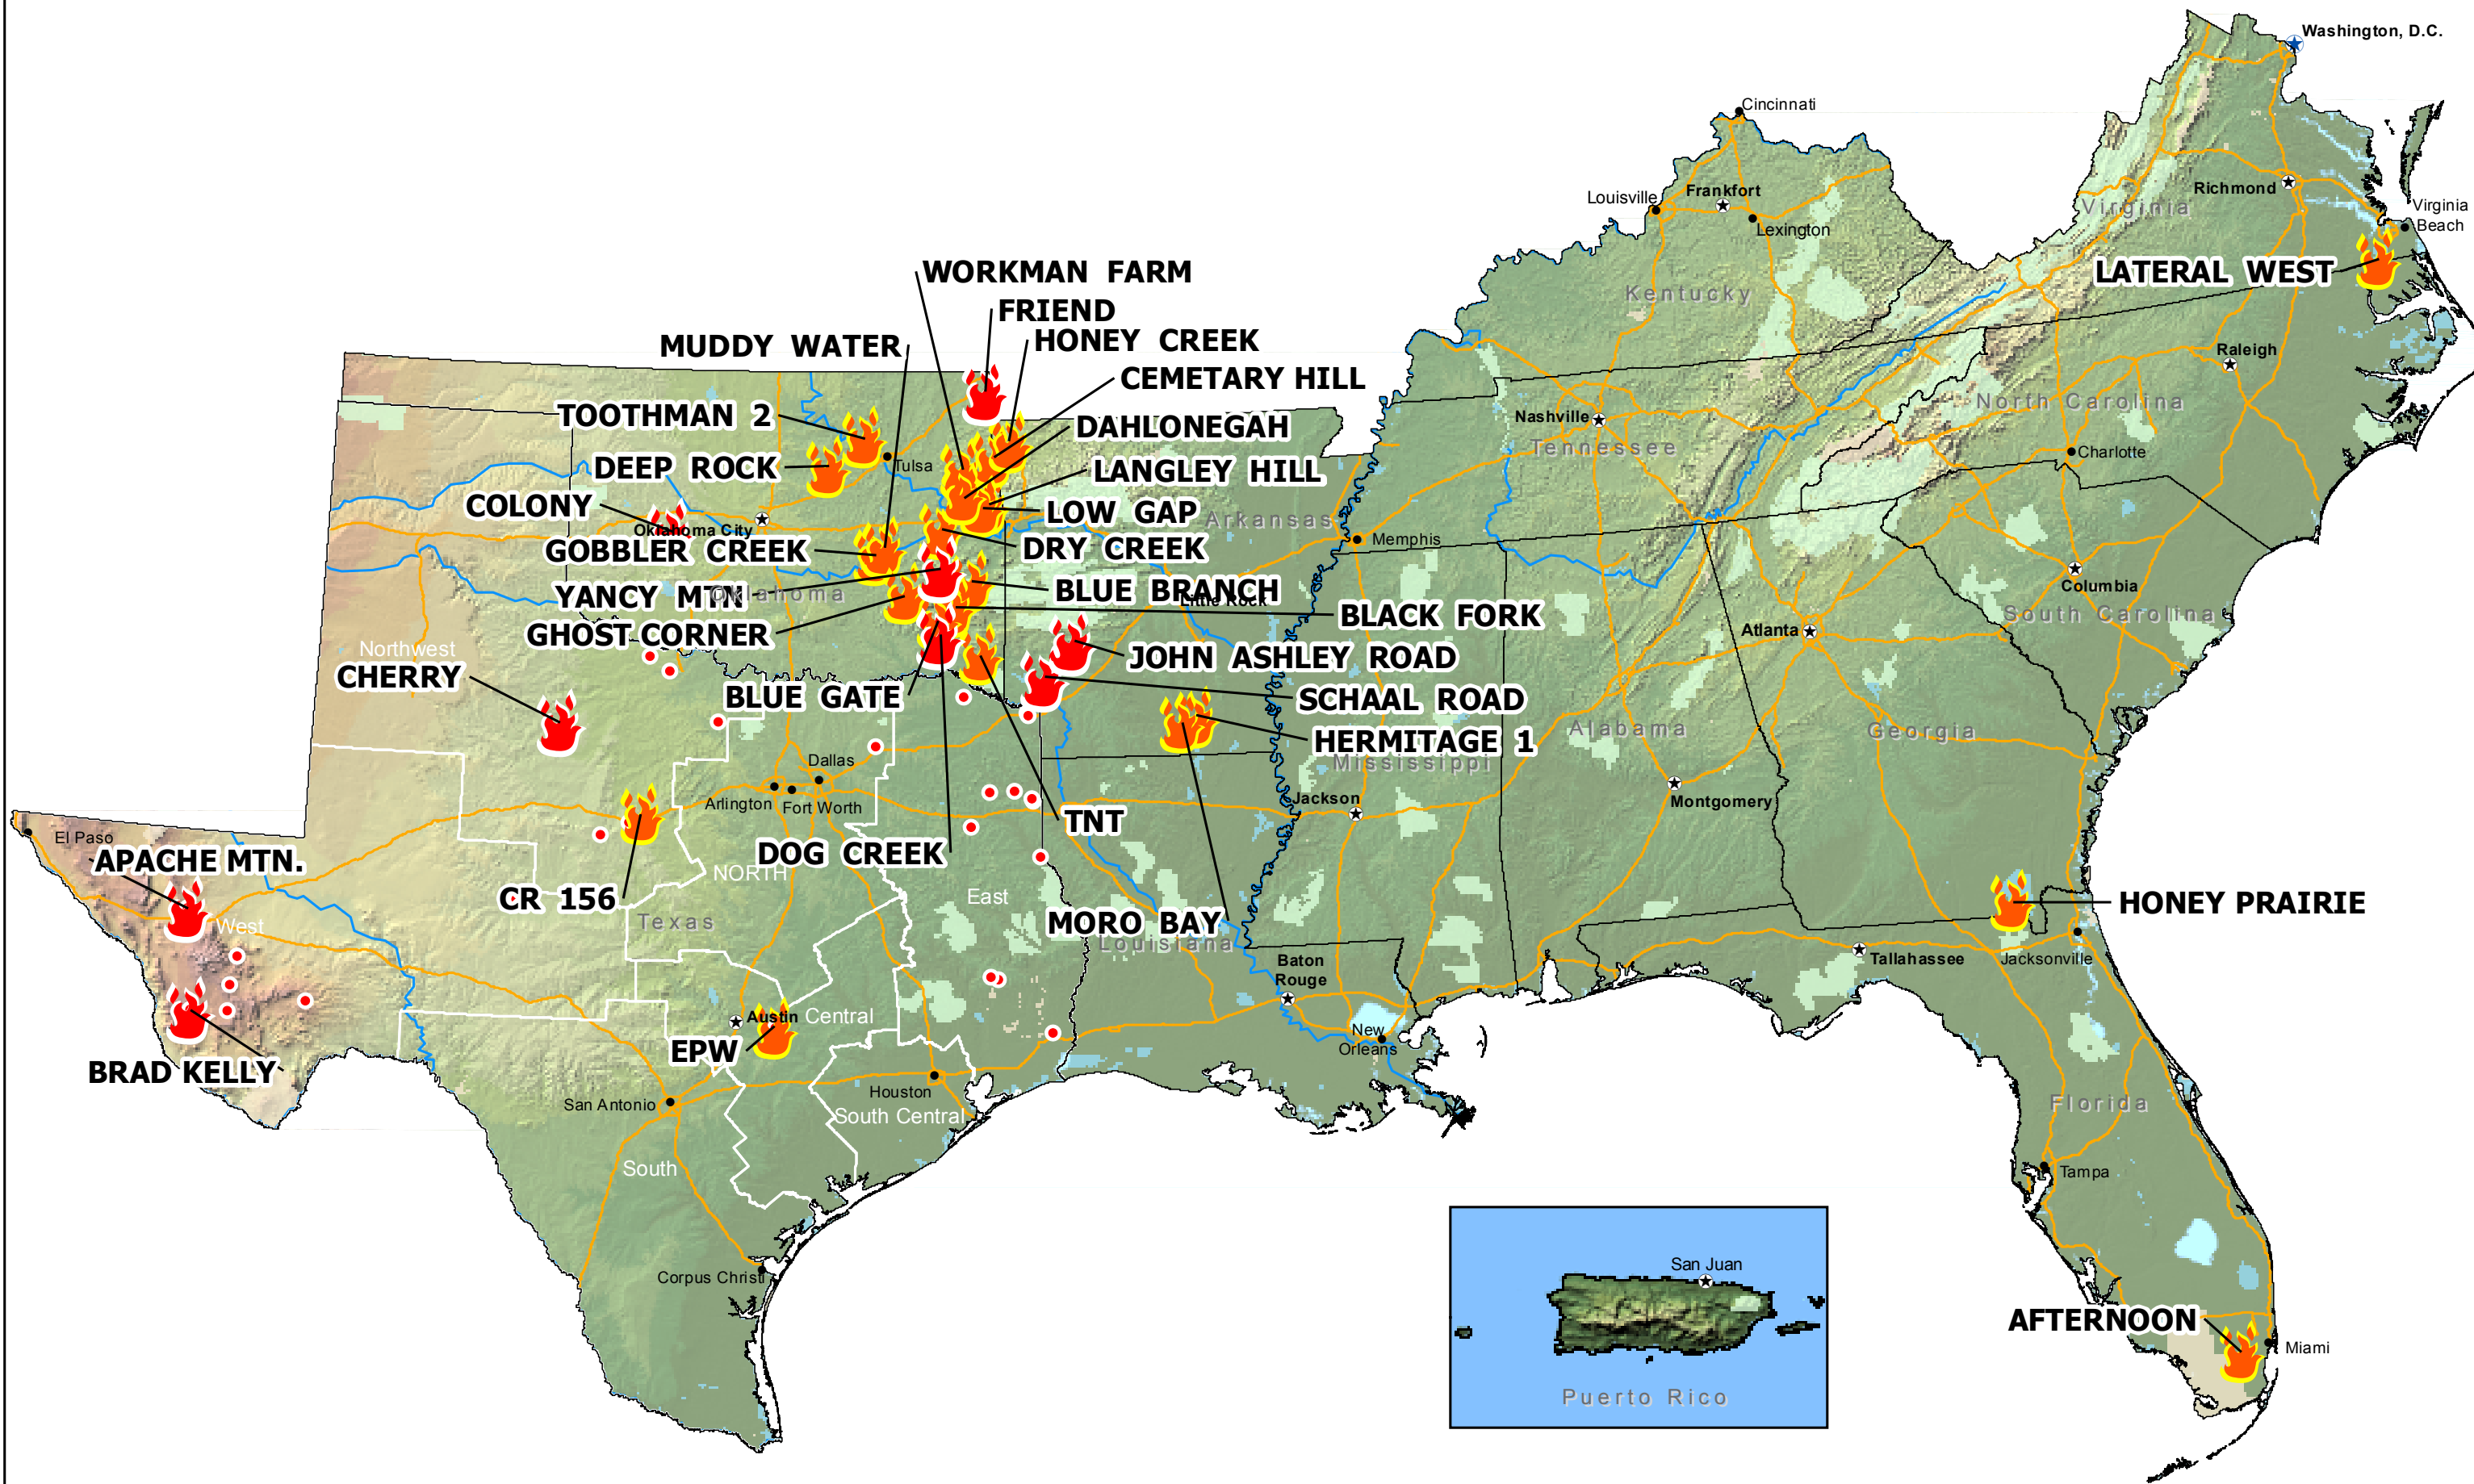 Washington, D.C.
Cincinnati
Louisville
Frankfort
Lexington
Richmond
Virginia
Virginia
Beach
LATERAL WEST
WORKMAN FARM
FRIEND
HONEY CREEK
Kentucky
MUDDY WATER
CEMETARY HILL
Raleigh
North Carolina
TOOTHMAN 2
DAHLONEGAH
Nashville
Tennessee
Charlotte
DEEP ROCK
Tulsa
LANGLEY HILL
COLONY
LOW GAP
Arkansas
Oklahoma City
GOBBLER CREEK
DRY CREEK
Memphis
YANCY MTN
Oklahoma
BLUE BRANCH
Little Rock
Columbia
South Carolina
GHOST CORNER
BLACK FORK
Atlanta
Northwest
CHERRY
JOHN ASHLEY ROAD
BLUE GATE
SCHAAL ROAD
HERMITAGE 1
Alabama
Georgia
Mississippi
Dallas
Arlington
Fort Worth
Jackson
Montgomery
El Paso
APACHE MTN.
TNT
DOG CREEK
NORTH
CR 156
East
West
Texas
MORO BAY
Louisiana
HONEY PRAIRIE
Baton
Rouge
Tallahassee
Jacksonville
Austin
Central
EPW
New
Orleans
BRAD KELLY
San Antonio
Houston
South Central
Florida
South
Tampa
Corpus Christi
San Juan
Puerto Rico
AFTERNOON
Miami